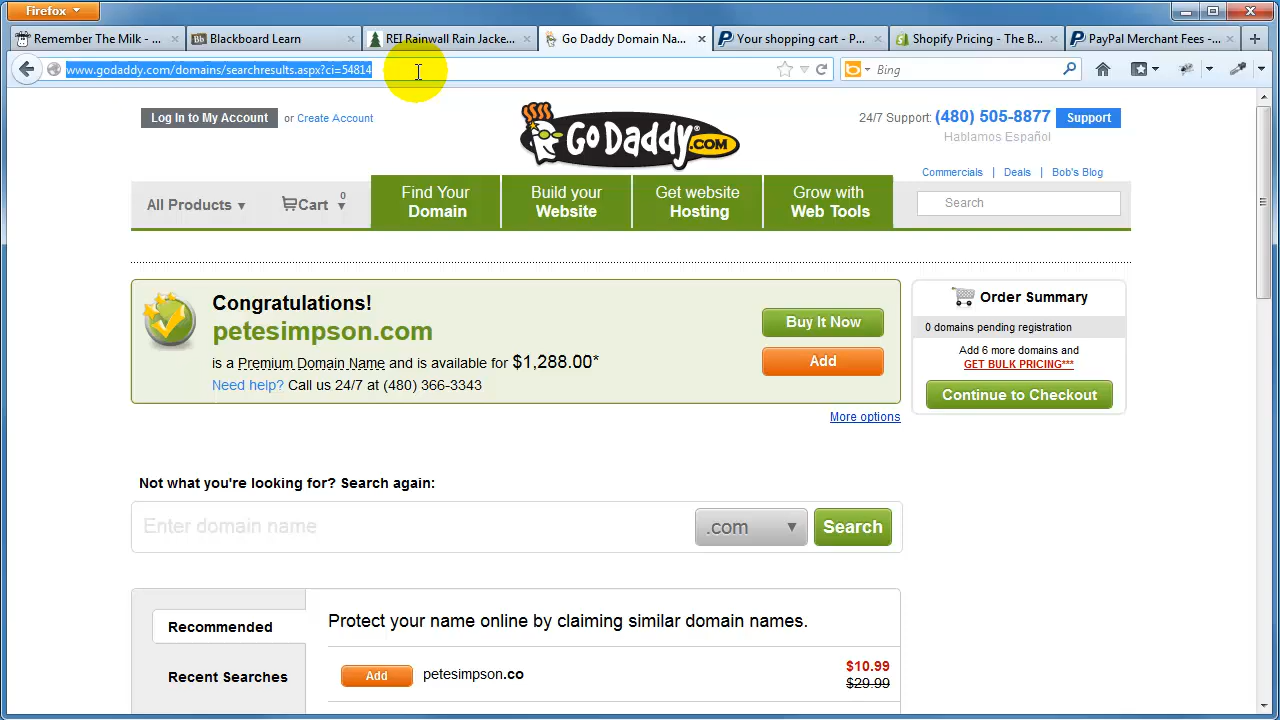 Firefox
Remember The Milk - ...
Blackboard Learn
REI Rainwall Rain Jacke...
Go Daddy Domain Na...
Your shopping cart - P...
Shopify Pricing - The B...
PayPal Merchant Fees - ...
www.godaddy.com/domains/searchresults.aspx?ci=54814
Bing
Log In to My Account or Create Account
GO DADDY .COM
24/7 Support: (480) 505-8877
Support
Hablamos Español
Commercials | Deals | Bob's Blog
All Products
Cart 0
Find Your Domain
Build your Website
Get website Hosting
Grow with Web Tools
Search
Congratulations!
petesimpson.com
is a Premium Domain Name and is available for $1,288.00*
Need help? Call us 24/7 at (480) 366-3343
Buy It Now
Add
More options
Order Summary
0 domains pending registration
Add 6 more domains and
GET BULK PRICING***
Continue to Checkout
Not what you're looking for? Search again:
Enter domain name
.com
Search
Recommended
Recent Searches
Protect your name online by claiming similar domain names.
Add petesimpson.co $10.99
$29.99